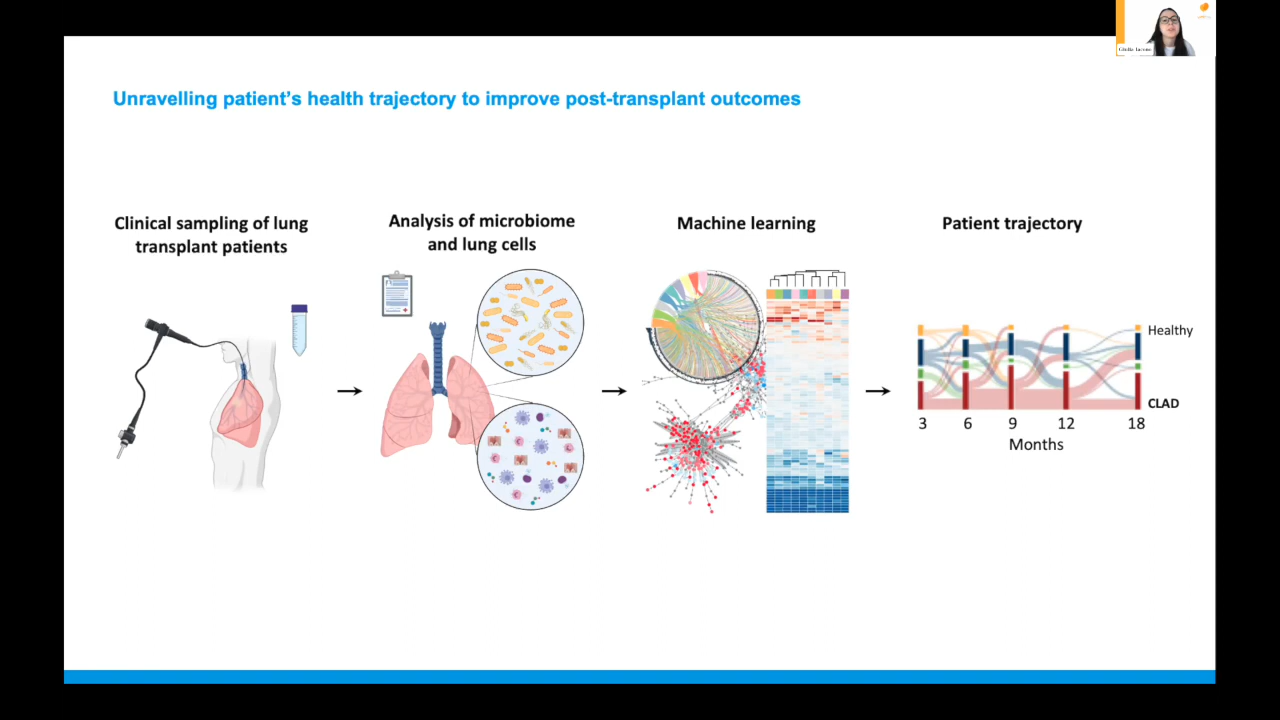 Unravelling patient's health trajectory to improve post-transplant outcomes
Clinical sampling of lung
transplant patients
Analysis of microbiome
and lung cells
Machine learning
Patient trajectory
Healthy
CLAD
3 6 9 12 18
Months